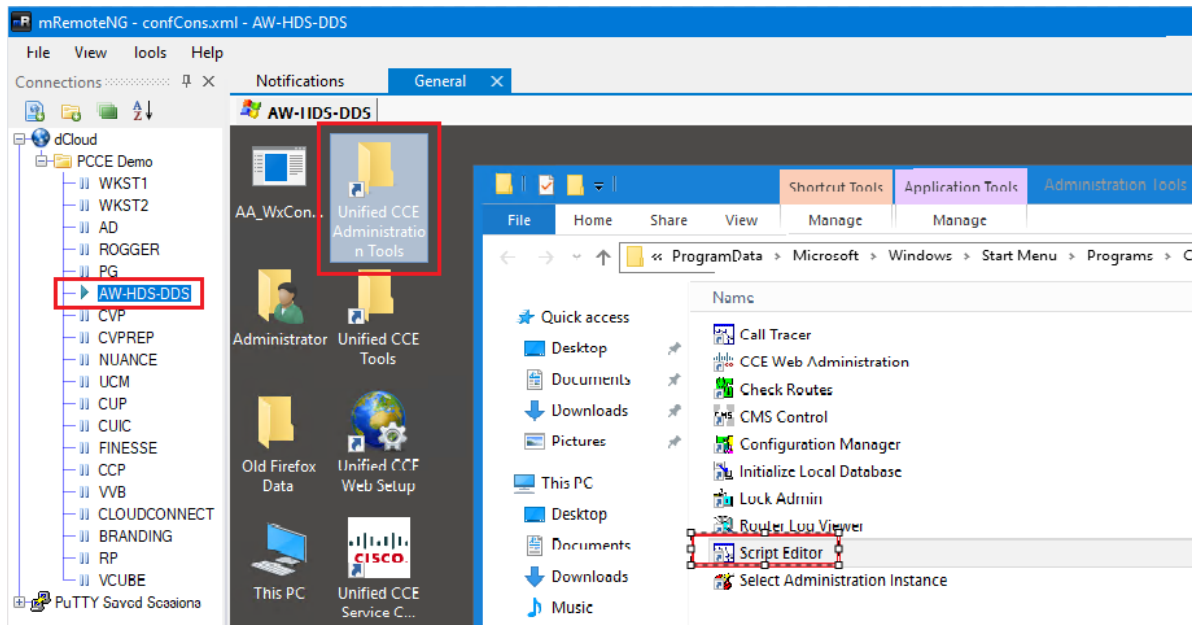 mRemoteNG - confCons.xml - AW-HDS-DDS
File View Tools Help
Connections
Notifications
General
AW-HDS-DDS
dCloud
PCCE Demo
WKST1
WKST2
AD
ROGGER
PG
AW-HDS-DDS
CVP
CVPREP
NUANCE
UCM
CUP
CUIC
FINESSE
CCP
VVB
CLOUDCONNECT
BRANDING
RP
VCUBE
PuTTY Saved Sessions
AA_WxCon...
Unified CCE
Administratio
n Tools
Administrator
Unified CCE
Tools
Old Firefox
Data
Unified CCE
Web Setup
This PC
CISCO
Unified CCE
Service C...
Shortcut Tools
Application Tools
Administration Tools
File
Home
Share
View
Manage
Manage
« ProgramData > Microsoft > Windows > Start Menu > Programs > C
Quick access
Desktop
Documents
Downloads
Pictures
This PC
Desktop
Documents
Downloads
Music
Name
Call Tracer
CCE Web Administration
Check Routes
CMS Control
Configuration Manager
Initialize Local Database
Lock Admin
Router Log Viewer
Script Editor
Select Administration Instance